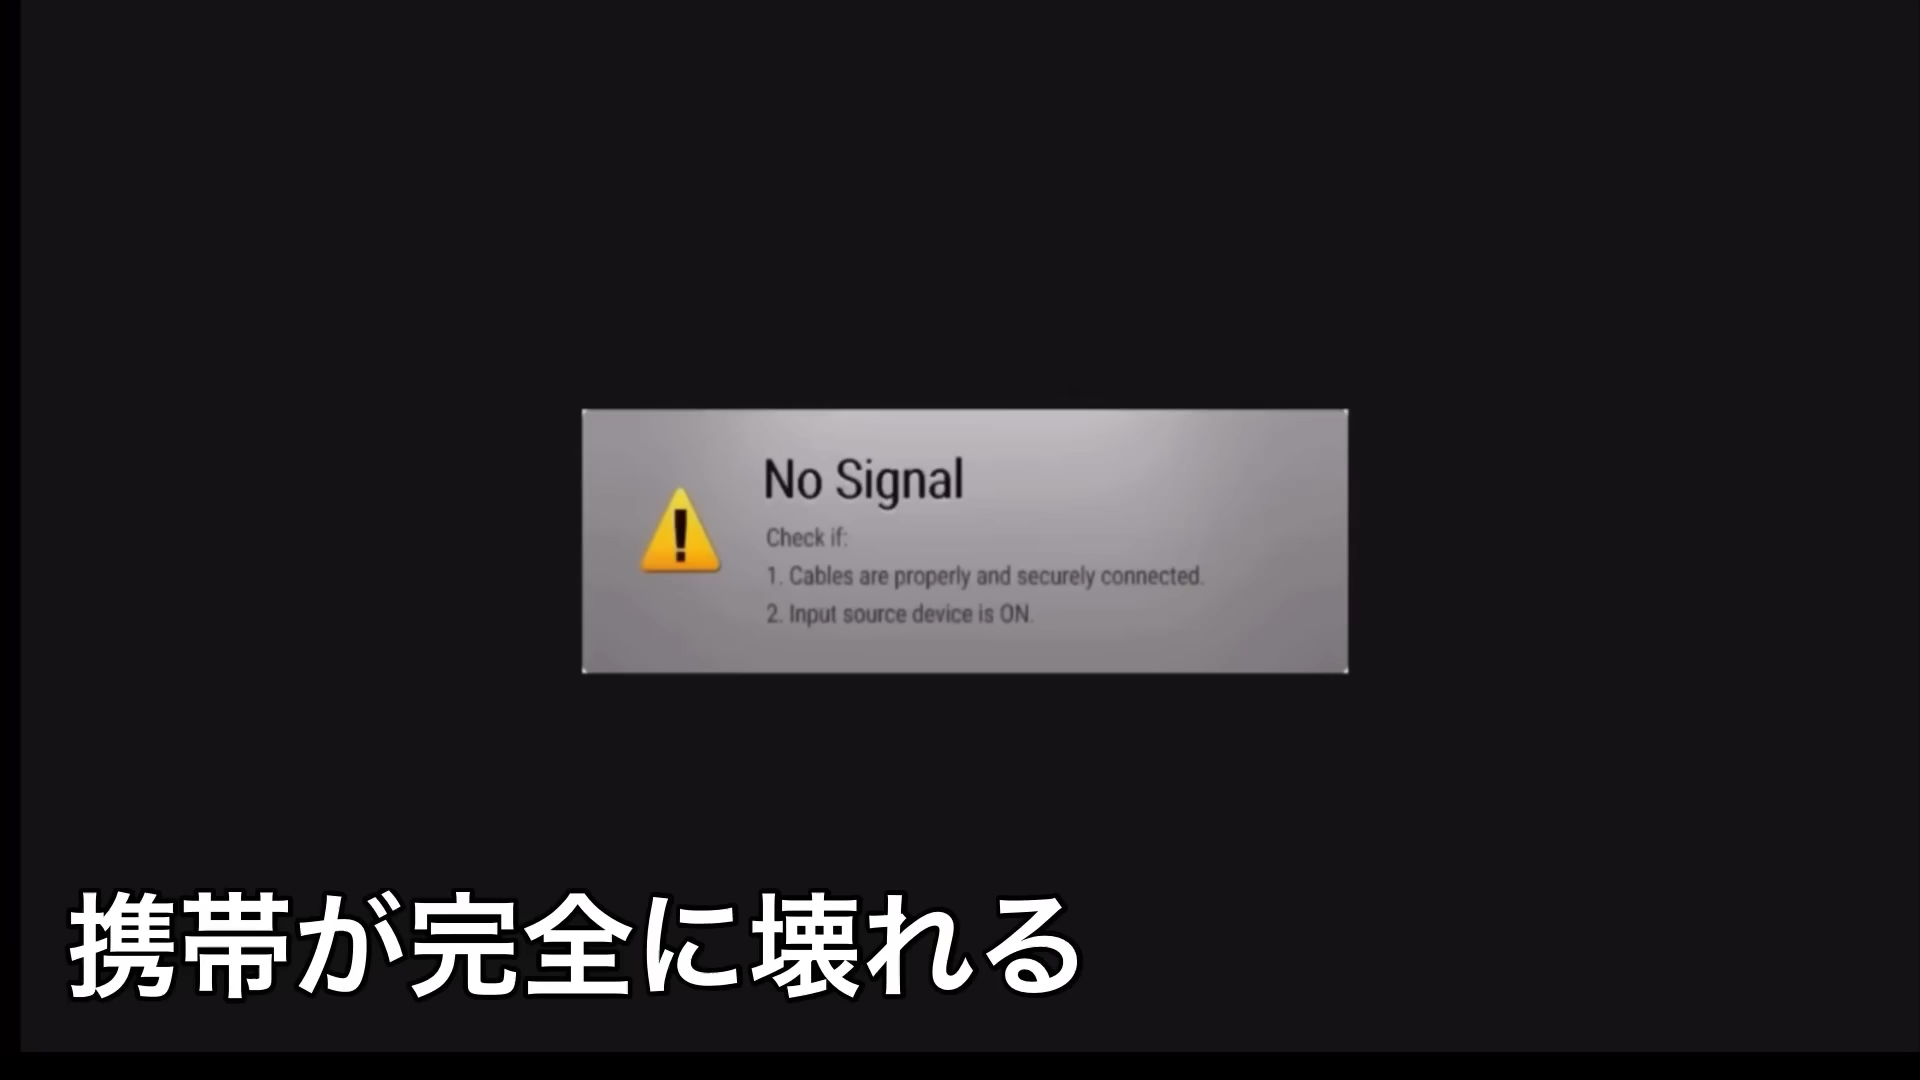 No Signal
Check if:
1. Cables are properly and securely connected.
2. Input source device is ON.
携帯が完全に壊れる